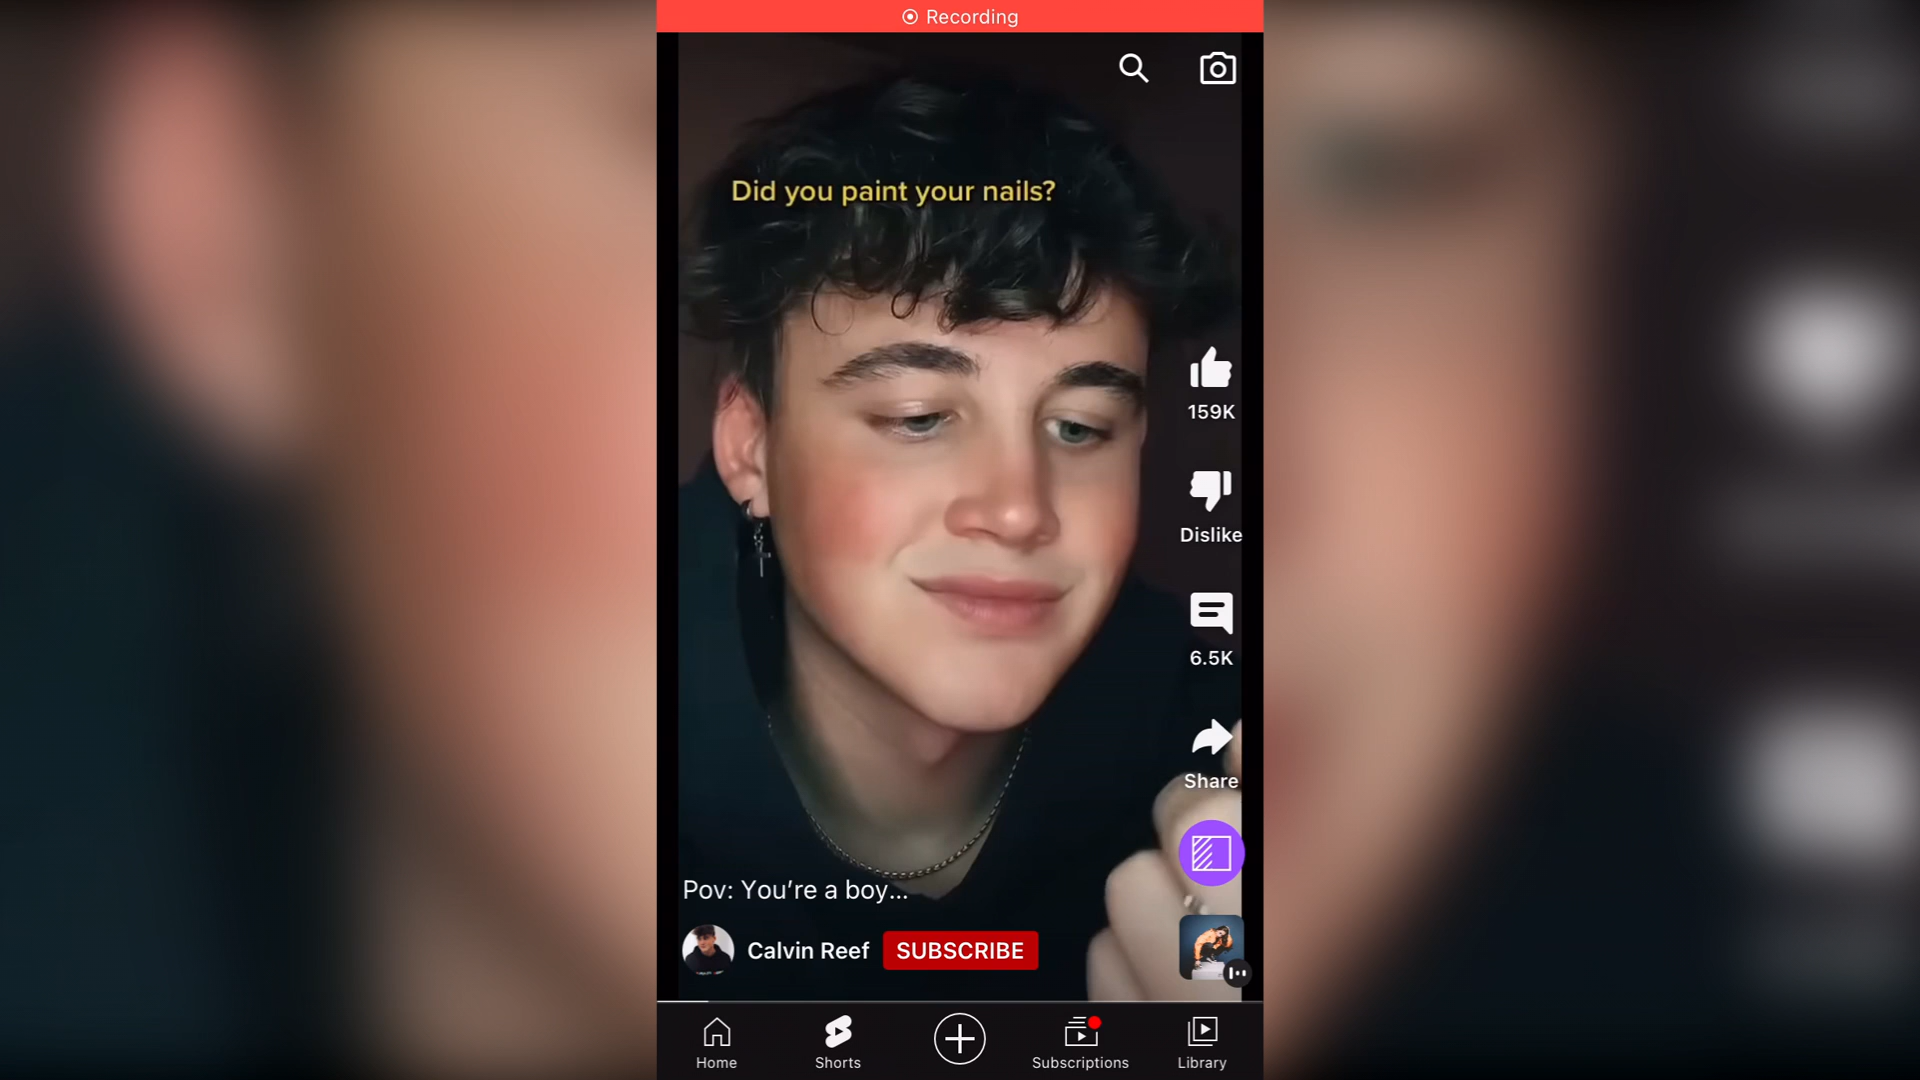 Recording
Did you paint your nails?
159K
Dislike
6.5K
Share
Pov: You're a boy...
Calvin Reef SUBSCRIBE
Home Shorts Subscriptions Library